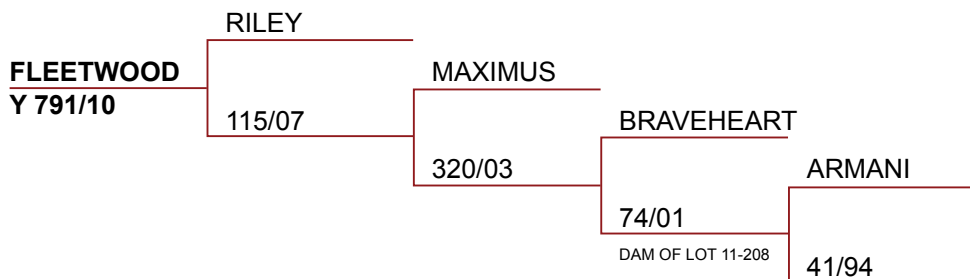 RILEY
FLEETWOOD
Y 791/10
MAXIMUS
115/07
BRAVEHEART
320/03
ARMANI
74/01
DAM OF LOT 11-208
41/94